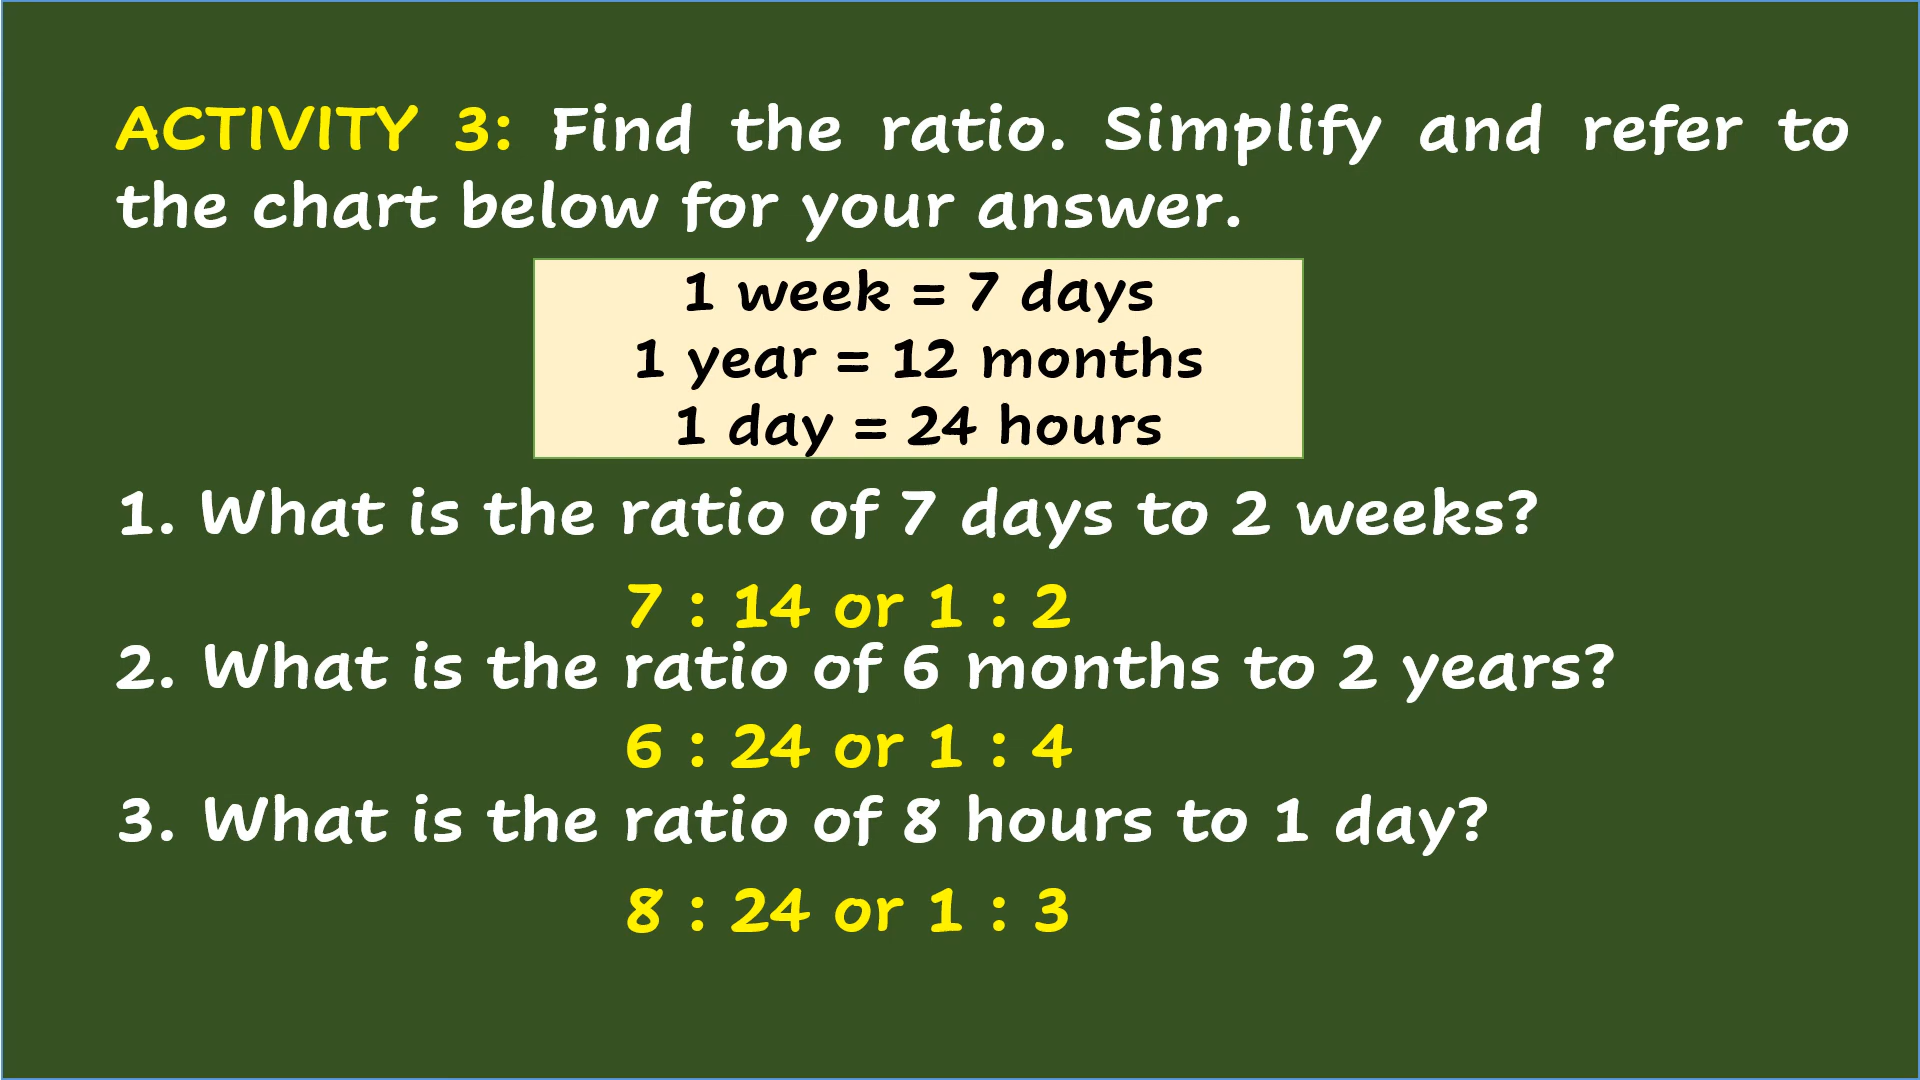 ACTIVITY 3: Find the ratio. Simplify and refer to
the chart below for your answer.
1 week = 7 days
1 year = 12 months
1 day = 24 hours
1. What is the ratio of 7 days to 2 weeks?
7 : 14 or 1 : 2
2. What is the ratio of 6 months to 2 years?
6 : 24 or 1 : 4
3. What is the ratio of 8 hours to 1 day?
8 : 24 or 1 : 3